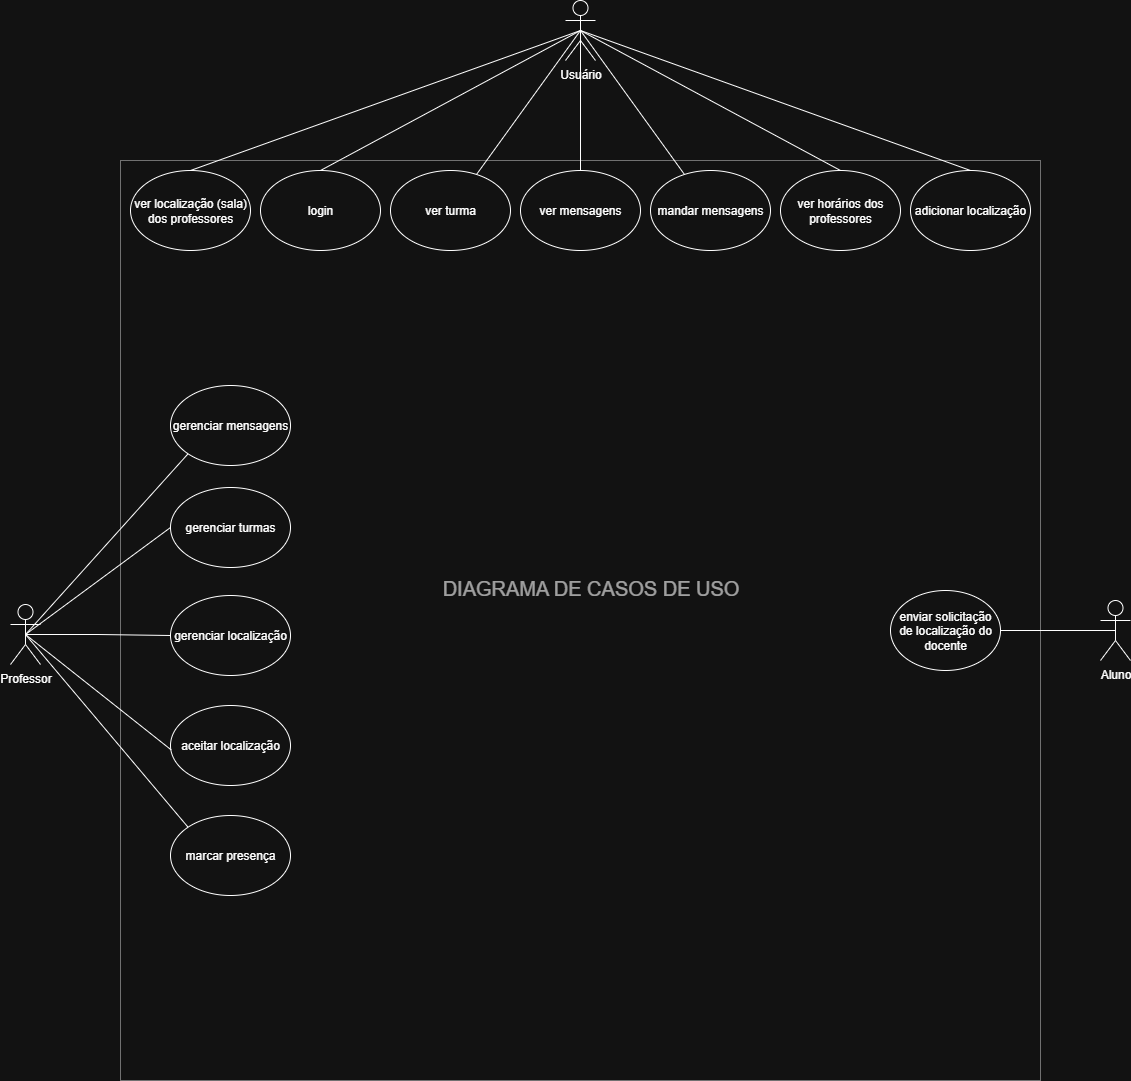 Usuário
ver localização (sala)
dos professores
login
ver turma
ver mensagens
mandar mensagens
ver horários dos
professores
adicionar localização
gerenciar mensagens
gerenciar turmas
DIAGRAMA DE CASOS DE USO
enviar solicitação
de localização do
docente
gerenciar localização
Professor
Aluno
aceitar localização
marcar presença